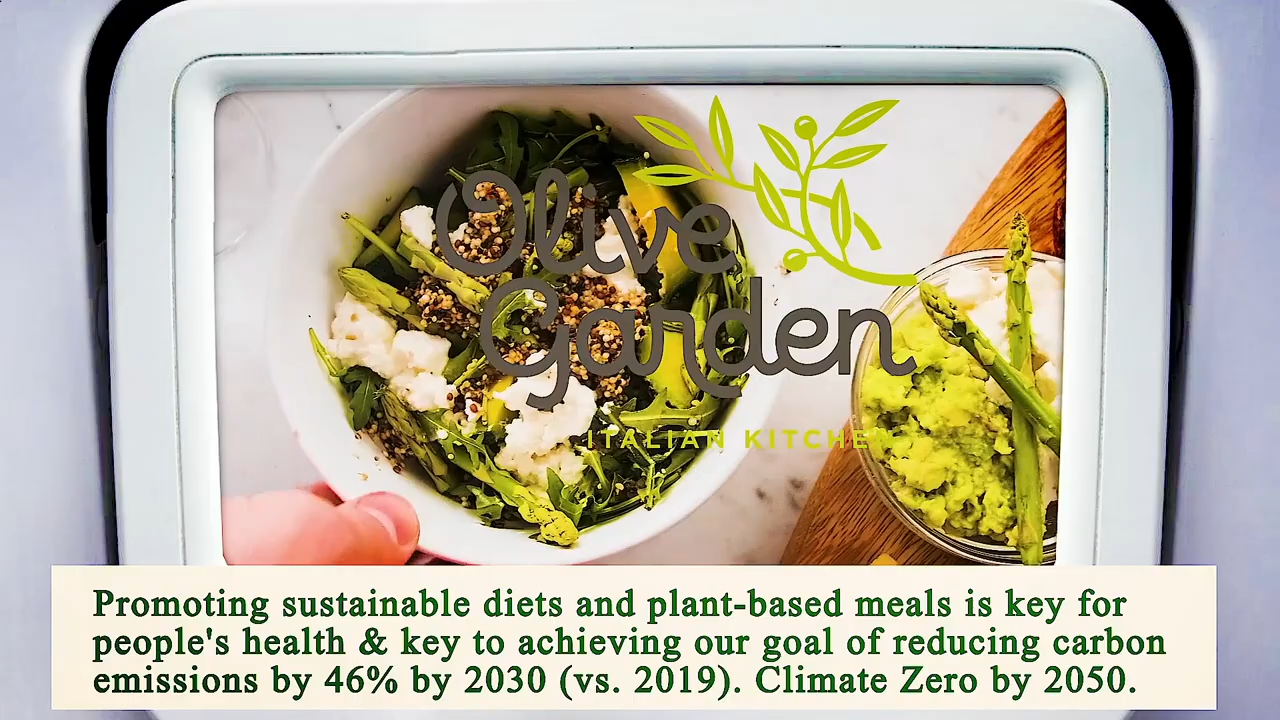 Olive
Garden
ITALIAN KITCHEN
Promoting sustainable diets and plant-based meals is key for
people's health & key to achieving our goal of reducing carbon
emissions by 46% by 2030 (vs. 2019). Climate Zero by 2050.